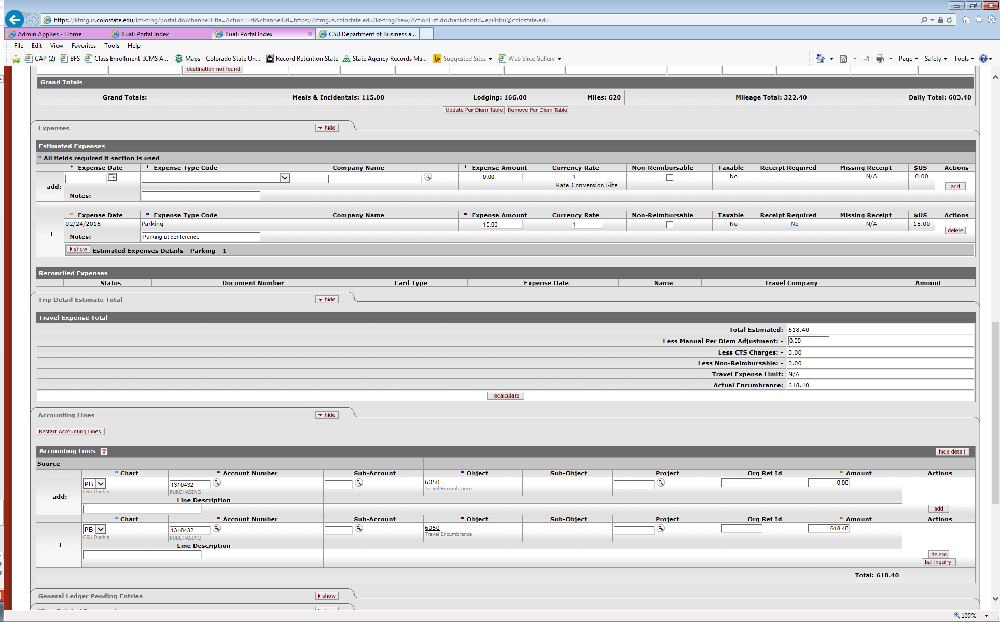 https://ktrng.is.colostate.edu/kfs-trng/portal.do?channelTitle=Action List&channelUrl=https://ktrng.is.colostate.edu/kr-trng/kew/ActionList.do?backdoorId=epillsbu@colostate.edu
Admin AppRes - Home Kuali Portal Index Kuali Portal Index CSU Department of Business a...
File Edit View Favorites Tools Help
CAP (2) BFS Class Enrollment ICMS A... Maps - Colorado State Un... Record Retention State State Agency Records Ma... Suggested Sites Web Slice Gallery Page Safety Tools
destination not found
Grand Totals
Grand Totals: Meals & Incidentals: 115.00 Lodging: 166.00 Miles: 620 Mileage Total: 322.40 Daily Total: 603.40
Update Per Diem Table Remove Per Diem Table
Expenses hide
Estimated Expenses
* All fields required if section is used
* Expense Date * Expense Type Code Company Name * Expense Amount Currency Rate Non-Reimbursable Taxable Receipt Required Missing Receipt $US Actions
add: 0.00 1 No N/A 0.00
Rate Conversion Site add
Notes:
* Expense Date * Expense Type Code Company Name * Expense Amount Currency Rate Non-Reimbursable Taxable Receipt Required Missing Receipt $US Actions
1 02/24/2016 Parking 15.00 1 No No N/A 15.00 delete
Notes: Parking at conference
show Estimated Expenses Details - Parking - 1
Reconciled Expenses
Status Document Number Card Type Expense Date Name Travel Company Amount
Trip Detail Estimate Total hide
Travel Expense Total
Total Estimated: 618.40
Less Manual Per Diem Adjustment: - 0.00
Less CTS Charges: - 0.00
Less Non-Reimbursable: - 0.00
Travel Expense Limit: N/A
Actual Encumbrance: 618.40
recalculate
Accounting Lines hide
Restart Accounting Lines
Accounting Lines ? hide detail
Source
* Chart * Account Number Sub-Account * Object Sub-Object Project Org Ref Id * Amount Actions
add: PB 1310432 6050 0.00
CSU Pueblo PURCHASING Travel Encumbrance
Line Description
add
* Chart * Account Number Sub-Account * Object Sub-Object Project Org Ref Id * Amount Actions
1 PB 1310432 6050 618.40
CSU Pueblo PURCHASING Travel Encumbrance
Line Description
delete
bal inquiry
Total: 618.40
General Ledger Pending Entries show
100%